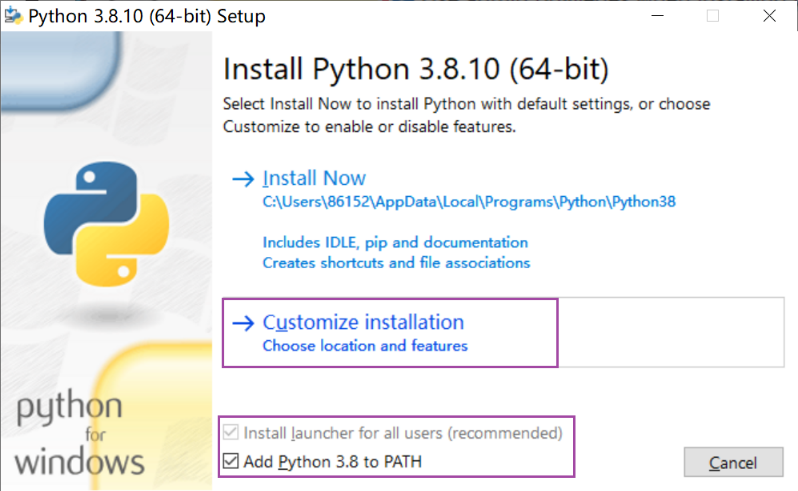 Python 3.8.10 (64-bit) Setup
Install Python 3.8.10 (64-bit)
Select Install Now to install Python with default settings, or choose
Customize to enable or disable features.
Install Now
C:\Users\86152\AppData\Local\Programs\Python\Python38
Includes IDLE, pip and documentation
Creates shortcuts and file associations
Customize installation
Choose location and features
python
for
windows
Install launcher for all users (recommended)
Add Python 3.8 to PATH
Cancel